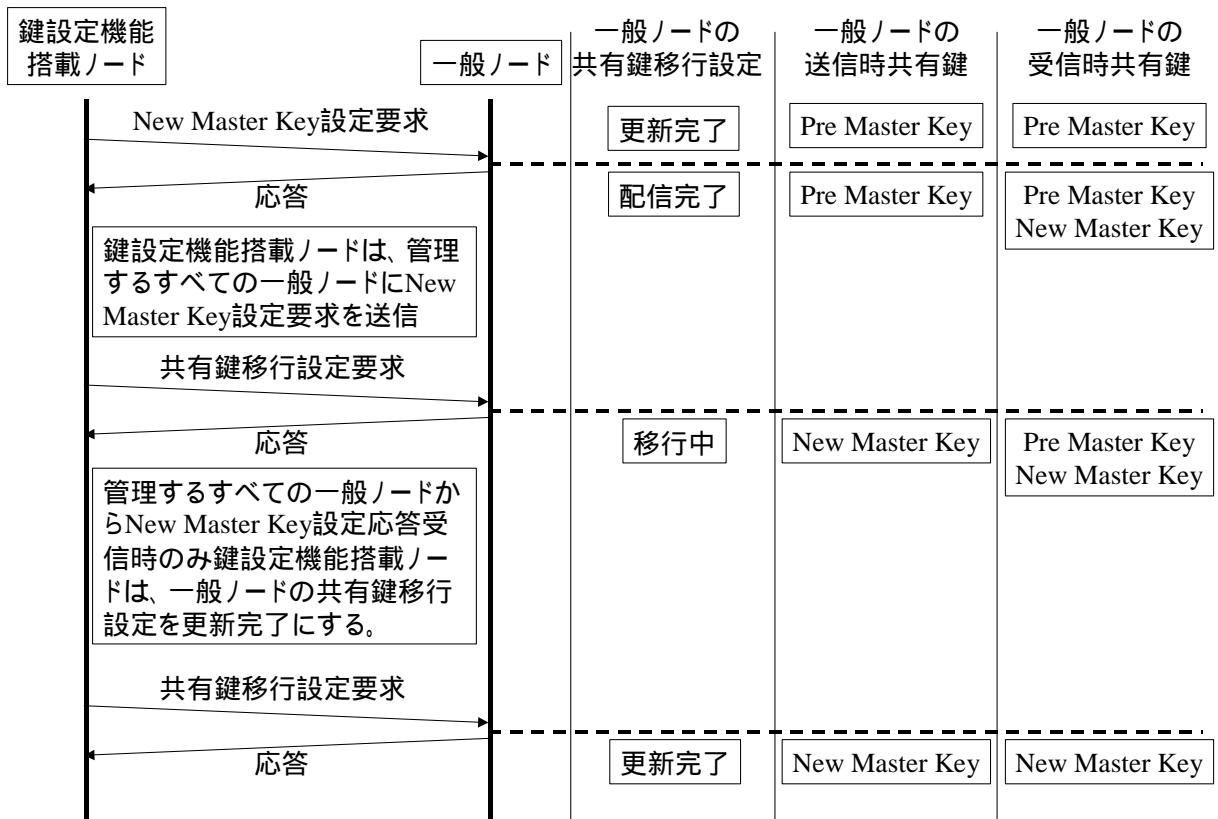 鍵設定機能
搭載ノード
一般ノード
一般ノードの
共有鍵移行設定
一般ノードの
送信時共有鍵
一般ノードの
受信時共有鍵
New Master Key設定要求
更新完了
Pre Master Key
Pre Master Key
応答
配信完了
Pre Master Key
Pre Master Key
New Master Key
鍵設定機能搭載ノードは、管理
するすべての一般ノードにNew
Master Key設定要求を送信
共有鍵移行設定要求
応答
移行中
New Master Key
Pre Master Key
New Master Key
管理するすべての一般ノードか
らNew Master Key設定応答受
信時のみ鍵設定機能搭載ノー
ドは、一般ノードの共有鍵移行
設定を更新完了にする。
共有鍵移行設定要求
応答
更新完了
New Master Key
New Master Key